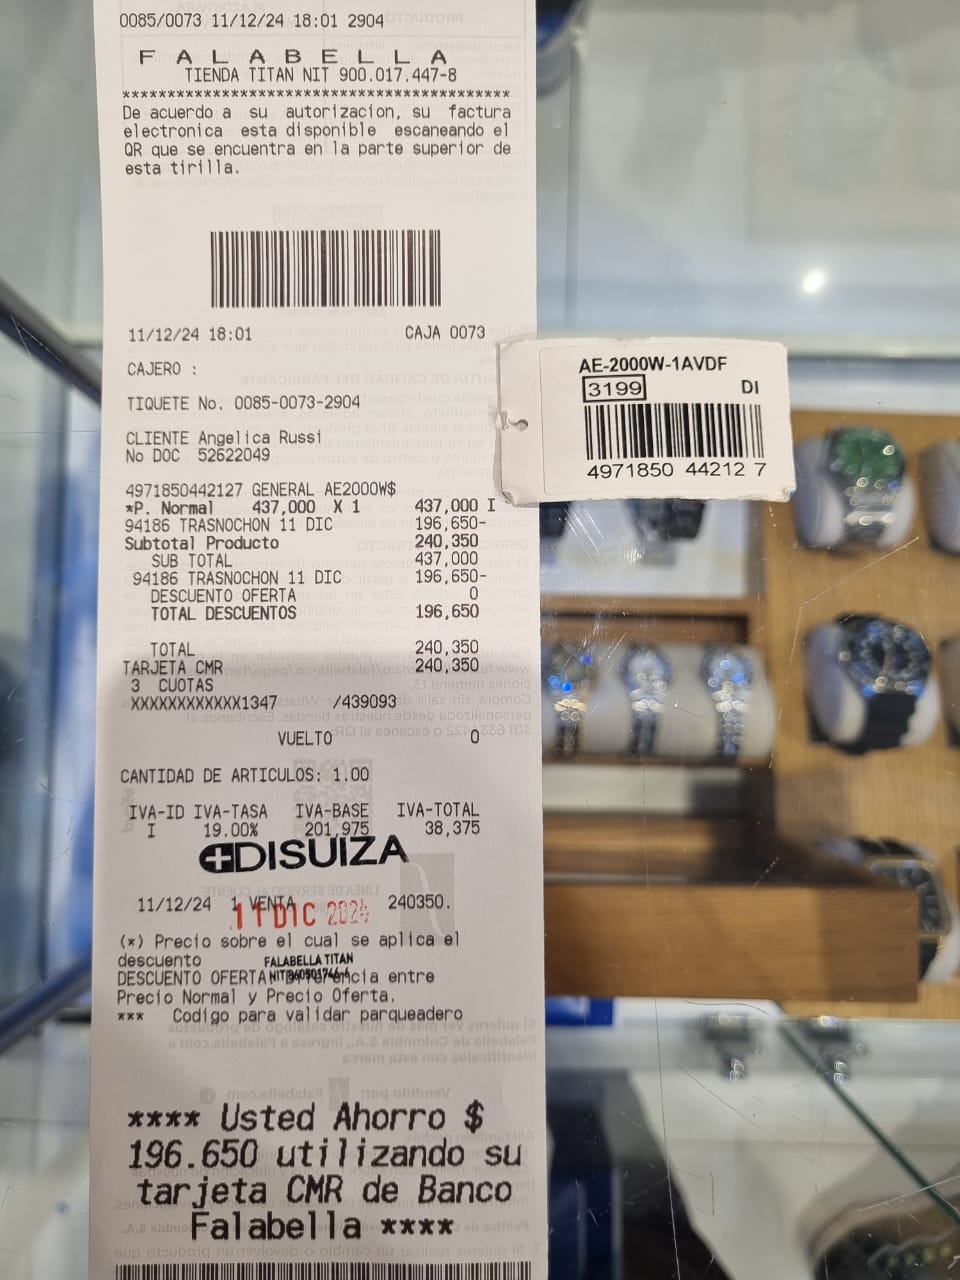 0085/0073 11/12/24 18:01 2904
FALABELLA
TIENDA TITAN NIT 900.017.447-8
*******************************************
De acuerdo a su autorizacion, su factura
electronica esta disponible escaneando el
QR que se encuentra en la parte superior de
esta tirilla.
11/12/24 18:01 CAJA 0073
CAJERO :
TIQUETE No. 0085-0073-2904
CLIENTE Angelica Russi
No DOC 52622049
4971850442127 GENERAL AE2000W$
*P. Normal 437,000 X 1 437,000 I
94186 TRASNOCHON 11 DIC 196,650-
Subtotal Producto 240,350
SUB TOTAL 437,000
94186 TRASNOCHON 11 DIC 196,650-
DESCUENTO OFERTA 0
TOTAL DESCUENTOS 196,650
TOTAL 240,350
TARJETA CMR 240,350
3 CUOTAS
XXXXXXXXXXXX1347 /439093
VUELTO 0
CANTIDAD DE ARTICULOS: 1.00
IVA-ID IVA-TASA IVA-BASE IVA-TOTAL
I 19.00% 201,975 38,375
DISUIZA
11/12/24 1 VENTA 240350.
11 DIC 2024
(*) Precio sobre el cual se aplica el
descuento
FALABELLA TITAN
DESCUENTO OFERTA
Precio Normal y Precio Oferta.
*** Codigo para validar parqueadero
**** Usted Ahorro $
196.650 utilizando su
tarjeta CMR de Banco
Falabella ****
AE-2000W-1AVDF
3199 DI
4971850 44212 7